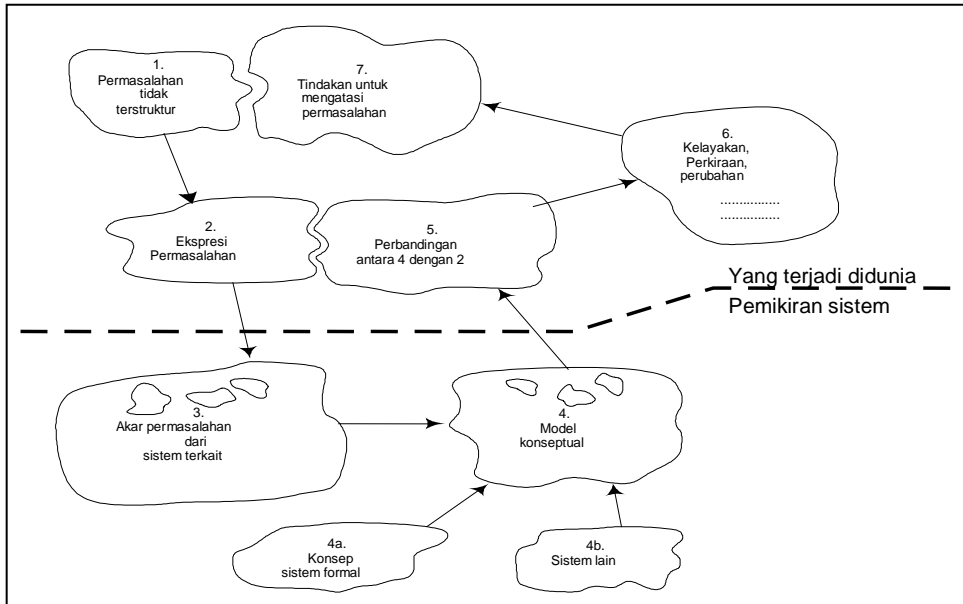 1.
Permasalahan
tidak
terstruktur
7.
Tindakan untuk
mengatasi
permasalahan
6.
Kelayakan,
Perkiraan,
perubahan
................
................
2.
Ekspresi
Permasalahan
5.
Perbandingan
antara 4 dengan 2
Yang terjadi didunia
Pemikiran sistem
3.
Akar permasalahan
dari
sistem terkait
4.
Model
konseptual
4a.
Konsep
sistem formal
4b.
Sistem lain